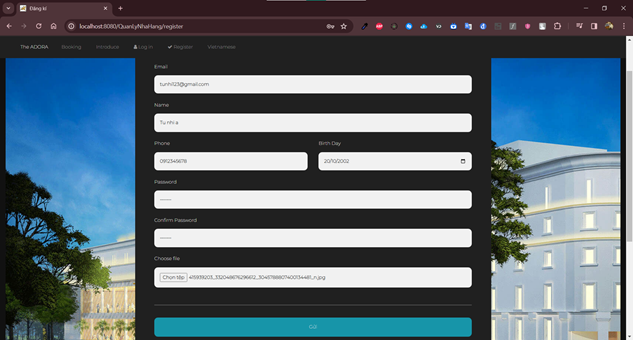 Đăng kí
localhost:8080/QuanLyNhaHang/register
The ADORA Booking Introduce Log In Register Vietnamese
Email
tunhi123@gmail.com
Name
Tu nhi a
Phone Birth Day
0912345678 20/10/2002
Password
Confirm Password
Choose file
Chọn tệp 415939203_332048676296612_3045788807400134481_n.jpg
Gửi